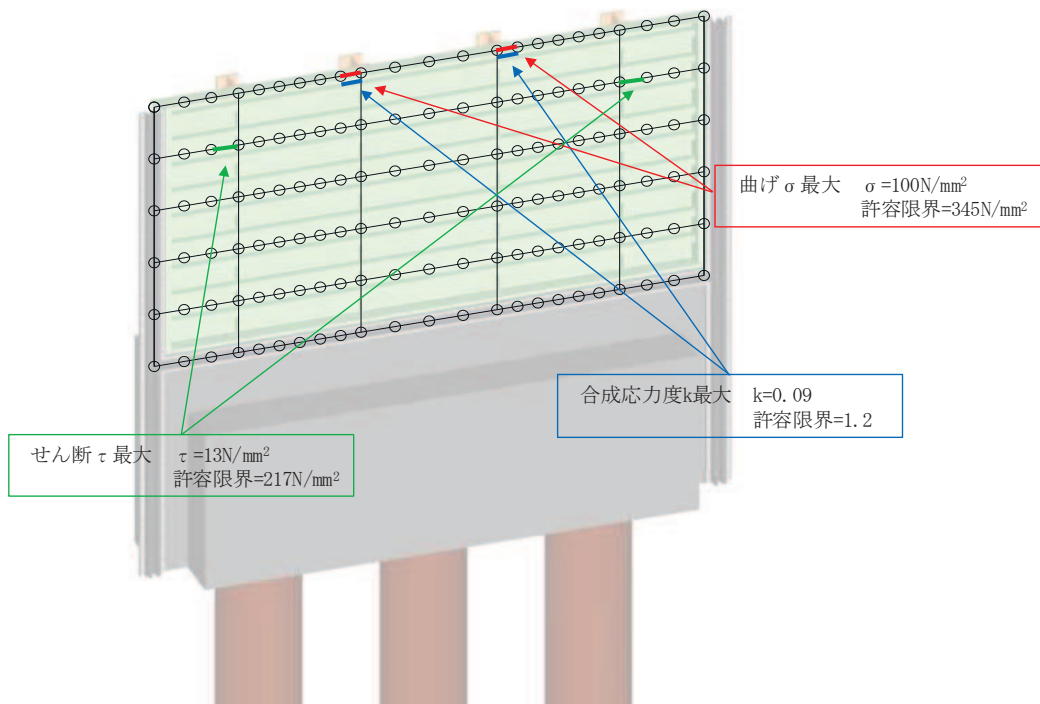 曲げσ最大　σ=100N/mm²
許容限界=345N/mm²
合成応力度k最大　k=0.09
許容限界=1.2
せん断τ最大　τ=13N/mm²
許容限界=217N/mm²